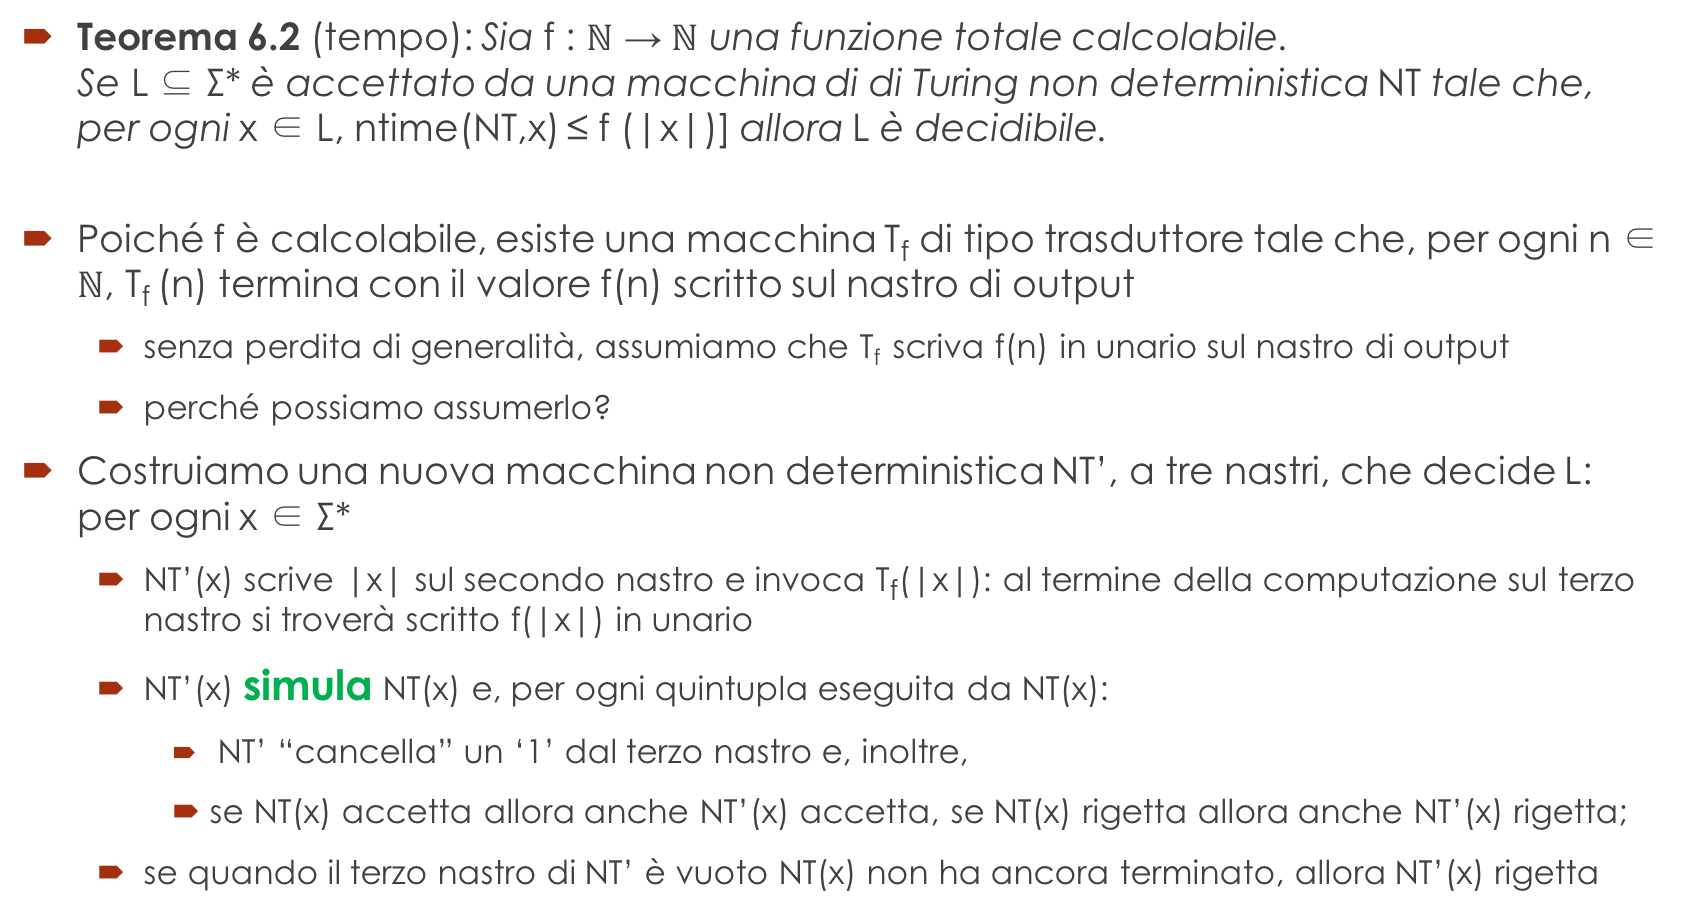 Teorema 6.2 (tempo): Sia f : ℕ → ℕ una funzione totale calcolabile.
Se L ⊆ Σ* è accettato da una macchina di di Turing non deterministica NT tale che,
per ogni x ∈ L, ntime(NT,x) ≤ f (|x|)] allora L è decidibile.
Poiché f è calcolabile, esiste una macchina Tf di tipo trasduttore tale che, per ogni n ∈
ℕ, Tf (n) termina con il valore f(n) scritto sul nastro di output
senza perdita di generalità, assumiamo che Tf scriva f(n) in unario sul nastro di output
perché possiamo assumerlo?
Costruiamo una nuova macchina non deterministica NT’, a tre nastri, che decide L:
per ogni x ∈ Σ*
NT’(x) scrive |x| sul secondo nastro e invoca Tf(|x|): al termine della computazione sul terzo
nastro si troverà scritto f(|x|) in unario
NT’(x) simula NT(x) e, per ogni quintupla eseguita da NT(x):
NT’ “cancella” un ‘1’ dal terzo nastro e, inoltre,
se NT(x) accetta allora anche NT’(x) accetta, se NT(x) rigetta allora anche NT’(x) rigetta;
se quando il terzo nastro di NT’ è vuoto NT(x) non ha ancora terminato, allora NT’(x) rigetta